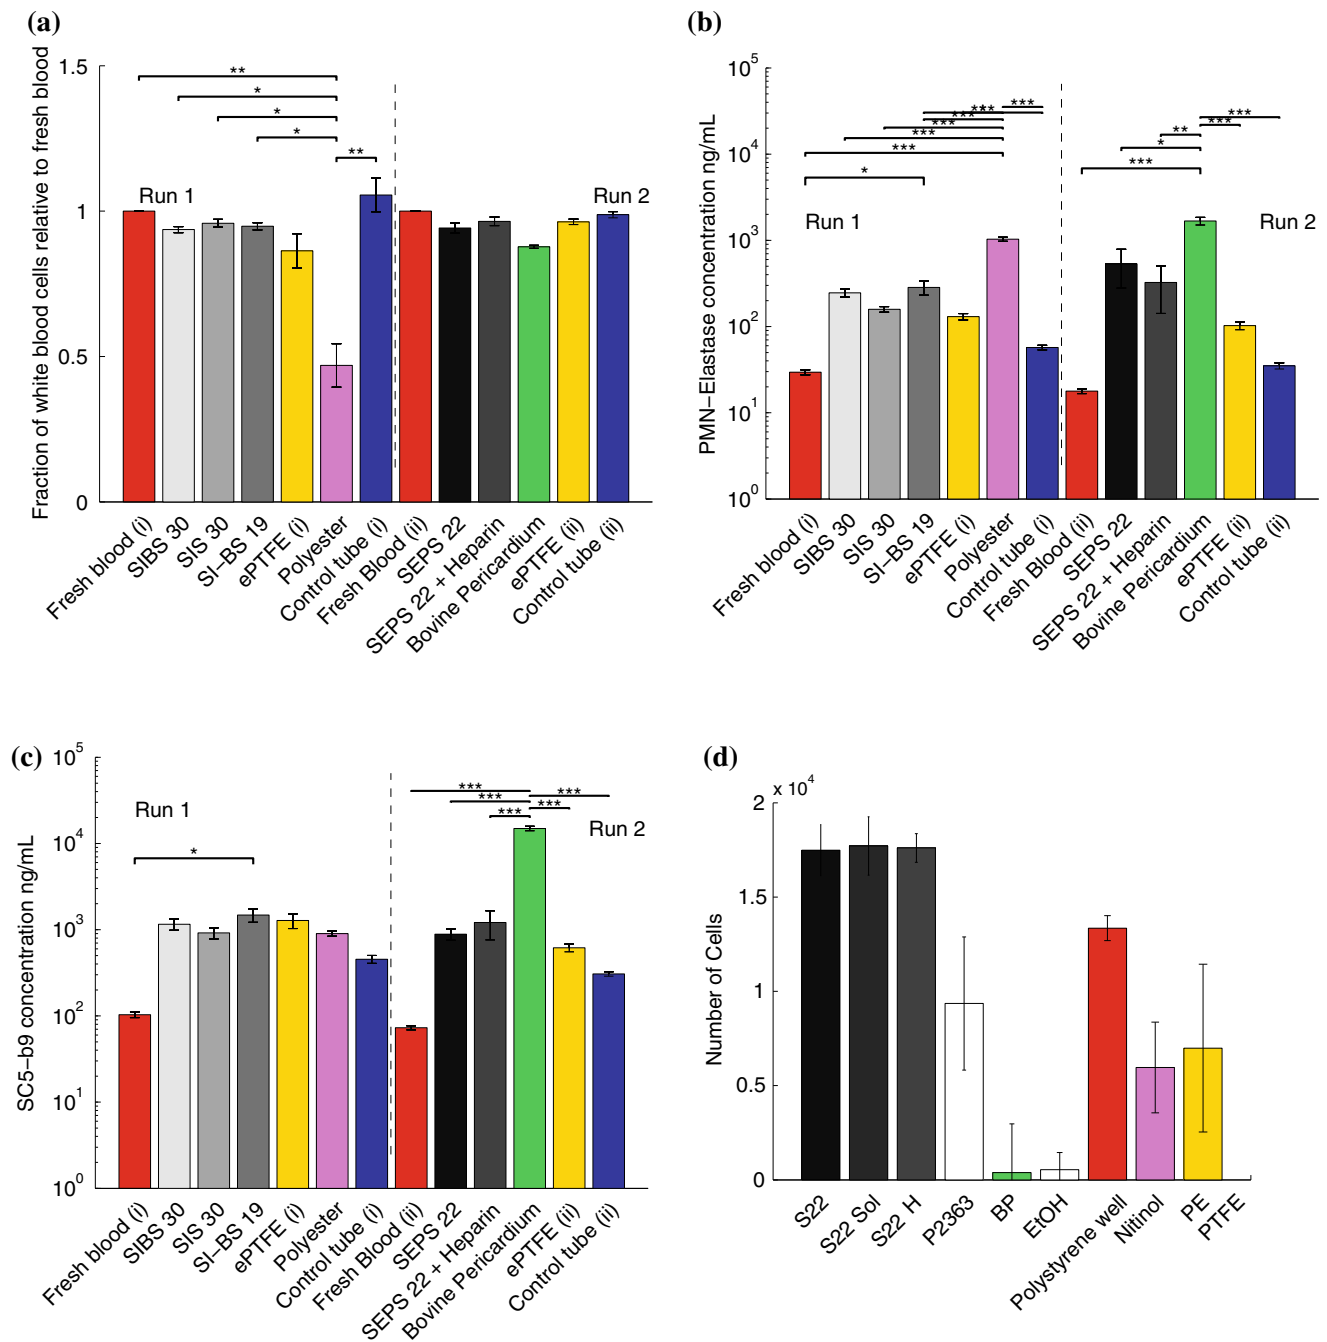 (a)
Fraction of white blood cells relative to fresh blood
1.5
1
0.5
0
Run 1
Run 2
**
*
*
*
**
Fresh blood (i)
SIBS 30
SIS 30
SI-BS 19
ePTFE (i)
Polyester
Control tube (i)
Fresh Blood (ii)
SEPS 22
SEPS 22 + Heparin
Bovine Pericardium
ePTFE (ii)
Control tube (ii)
(b)
PMN-Elastase concentration ng/mL
10^5
10^4
10^3
10^2
10^1
10^0
Run 1
Run 2
***
***
***
***
***
*
***
***
**
*
***
Fresh blood (i)
SIBS 30
SIS 30
SI-BS 19
ePTFE (i)
Polyester
Control tube (i)
Fresh Blood (ii)
SEPS 22
SEPS 22 + Heparin
Bovine Pericardium
ePTFE (ii)
Control tube (ii)
(c)
SC5-b9 concentration ng/mL
10^5
10^4
10^3
10^2
10^1
10^0
Run 1
Run 2
*
***
***
***
***
***
Fresh blood (i)
SIBS 30
SIS 30
SI-BS 19
ePTFE (i)
Polyester
Control tube (i)
Fresh Blood (ii)
SEPS 22
SEPS 22 + Heparin
Bovine Pericardium
ePTFE (ii)
Control tube (ii)
(d)
x 10^4
Number of Cells
2
1.5
1
0.5
0
S22
S22 Sol
S22 H
P2363
BP
EtOH
Polystyrene well
Nitinol
PE
PTFE